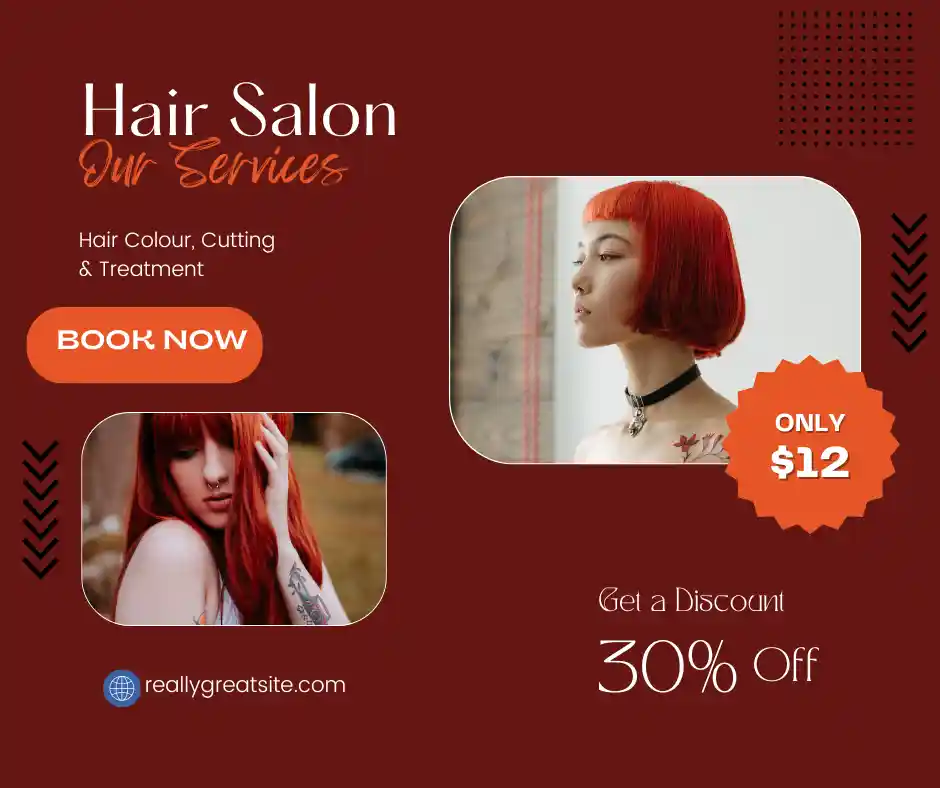 Hair Salon
Our Services
Hair Colour, Cutting
& Treatment
BOOK NOW
ONLY
$12
Get a Discount
30% Off
reallygreatsite.com